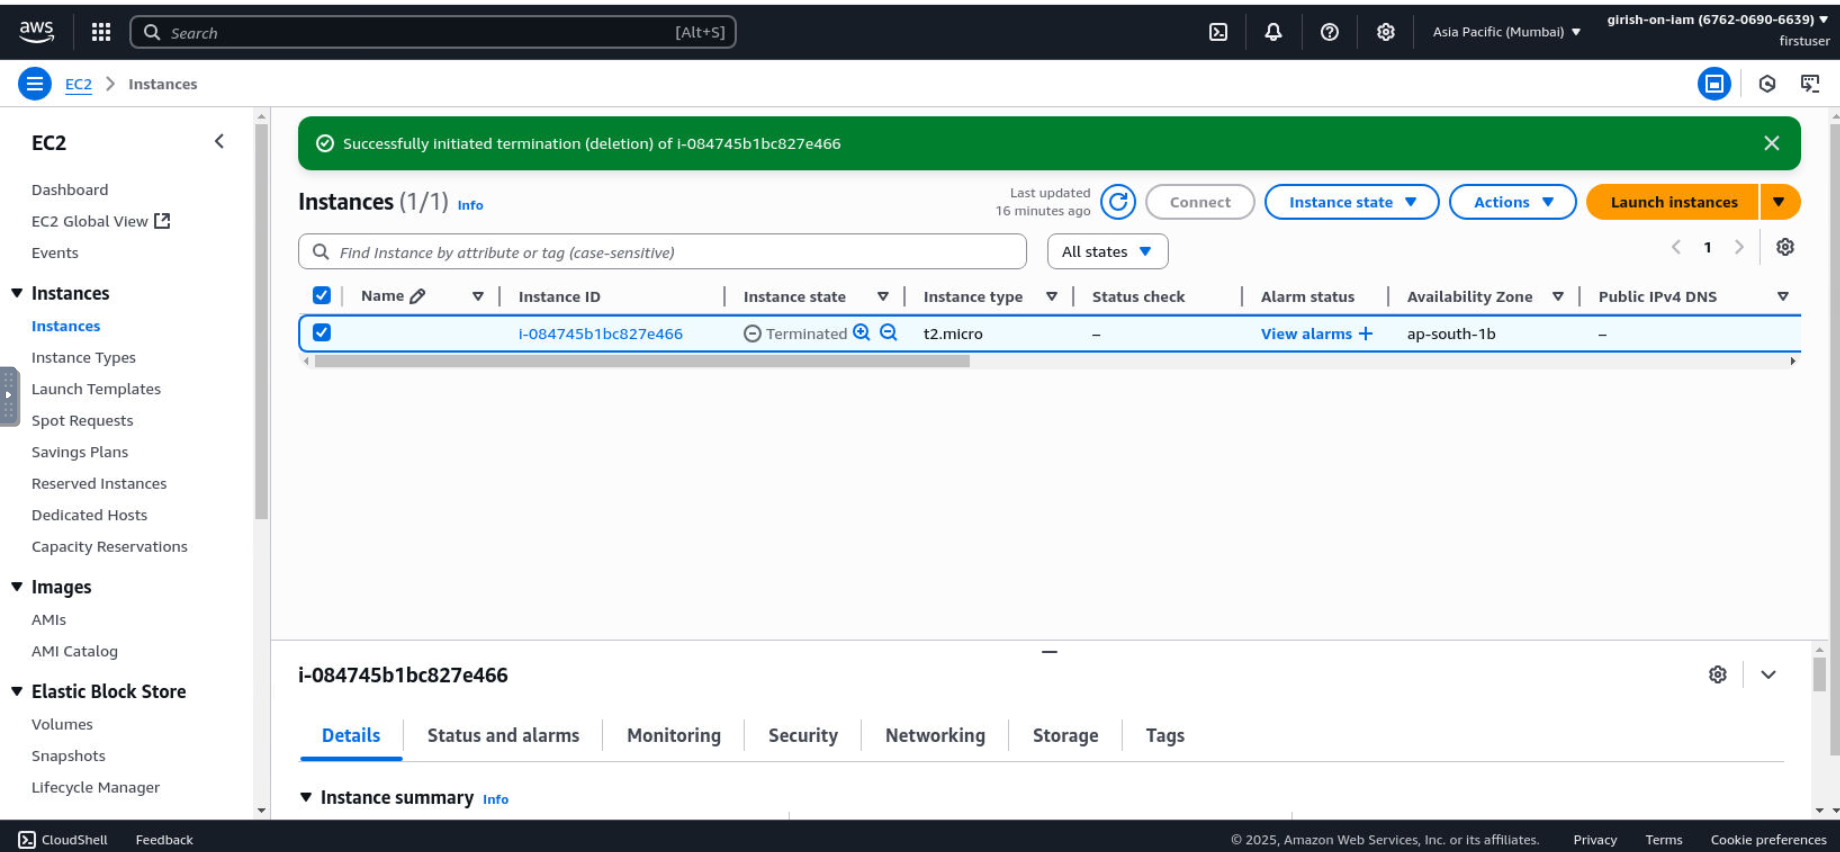 aws
Search [Alt+S]
Asia Pacific (Mumbai)
girish-on-iam (6762-0690-6639)
firstuser
EC2 Instances
EC2
Dashboard
EC2 Global View
Events
Instances
Instances
Instance Types
Launch Templates
Spot Requests
Savings Plans
Reserved Instances
Dedicated Hosts
Capacity Reservations
Images
AMIs
AMI Catalog
Elastic Block Store
Volumes
Snapshots
Lifecycle Manager
Successfully initiated termination (deletion) of i-084745b1bc827e466
Instances (1/1) Info
Last updated
16 minutes ago
Connect
Instance state
Actions
Launch instances
Find Instance by attribute or tag (case-sensitive)
All states
1
Name Instance ID Instance state Instance type Status check Alarm status Availability Zone Public IPv4 DNS
i-084745b1bc827e466 Terminated t2.micro – View alarms + ap-south-1b –
i-084745b1bc827e466
Details Status and alarms Monitoring Security Networking Storage Tags
Instance summary Info
CloudShell Feedback
© 2025, Amazon Web Services, Inc. or its affiliates. Privacy Terms Cookie preferences